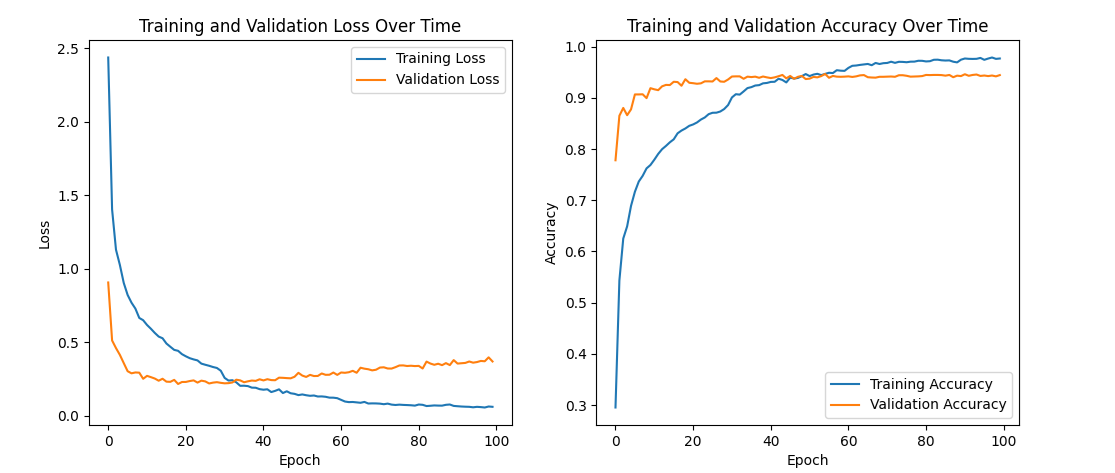 Training and Validation Loss Over Time
2.5
2.0
1.5
1.0
0.5
0.0
Loss
0
20
40
60
80
100
Epoch
Training Loss
Validation Loss
Training and Validation Accuracy Over Time
1.0
0.9
0.8
0.7
0.6
0.5
0.4
0.3
Accuracy
0
20
40
60
80
100
Epoch
Training Accuracy
Validation Accuracy